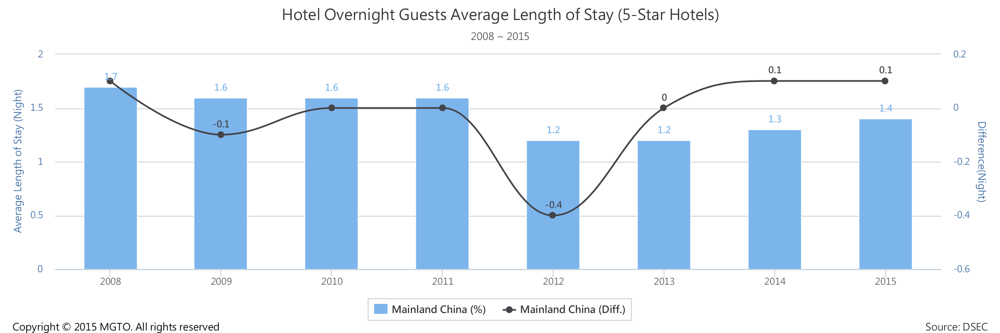 Hotel Overnight Guests Average Length of Stay (5-Star Hotels)
2008 ~ 2015
Average Length of Stay (Night)
2
1.5
1
0.5
0
0.2
0
-0.2
-0.4
-0.6
Difference(Night)
1.7
1.6
1.6
1.6
1.2
1.2
1.3
1.4
-0.1
-0.4
0
0.1
0.1
2008 2009 2010 2011 2012 2013 2014 2015
Mainland China (%) Mainland China (Diff.)
Copyright © 2015 MGTO. All rights reserved
Source: DSEC